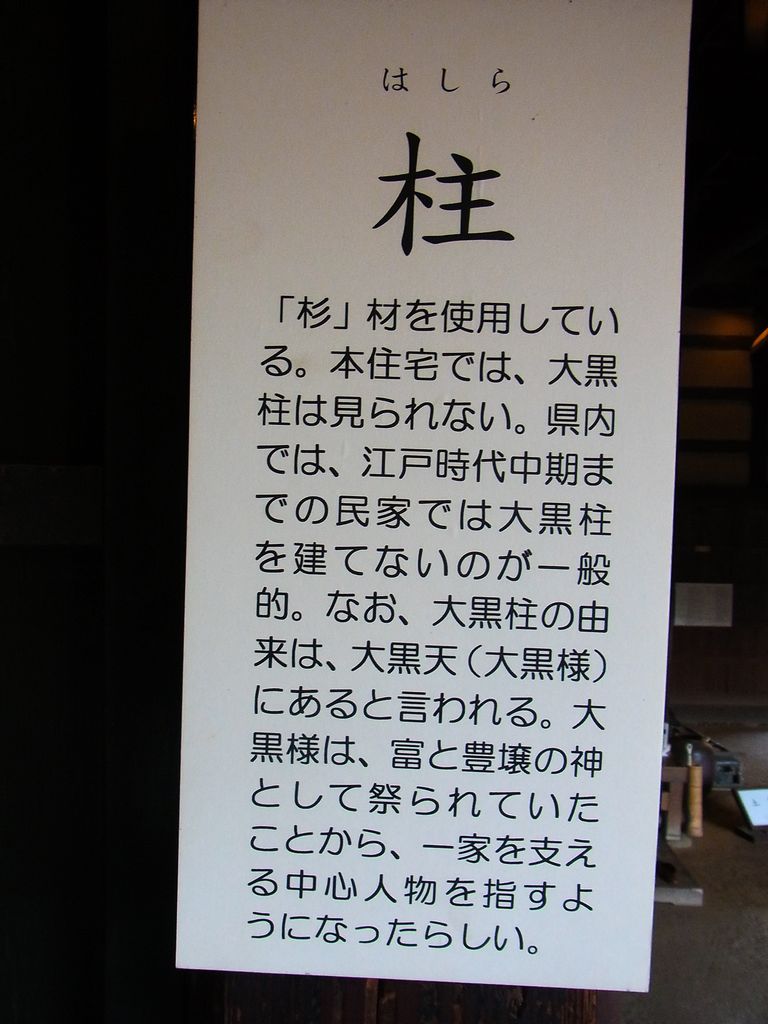 はしら
柱
「杉」材を使用してい
る。本住宅では、大黒
柱は見られない。県内
では、江戸時代中期ま
での民家では大黒柱
を建てないのが一般
的。なお、大黒柱の由
来は、大黒天（大黒様）
にあると言われる。大
黒様は、富と豊壌の神
として祭られていた
ことから、一家を支え
る中心人物を指すよ
うになったらしい。